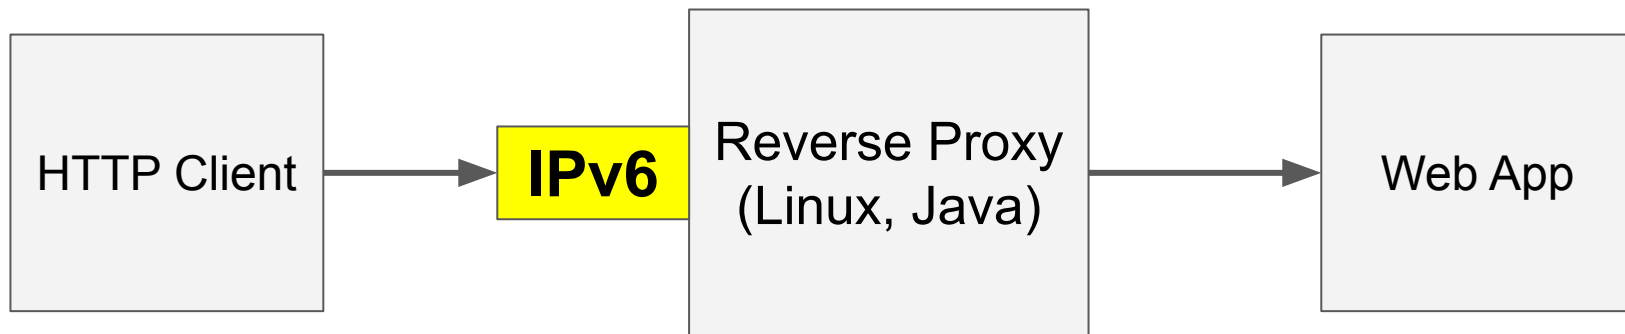 HTTP Client
IPv6
Reverse Proxy
(Linux, Java)
Web App